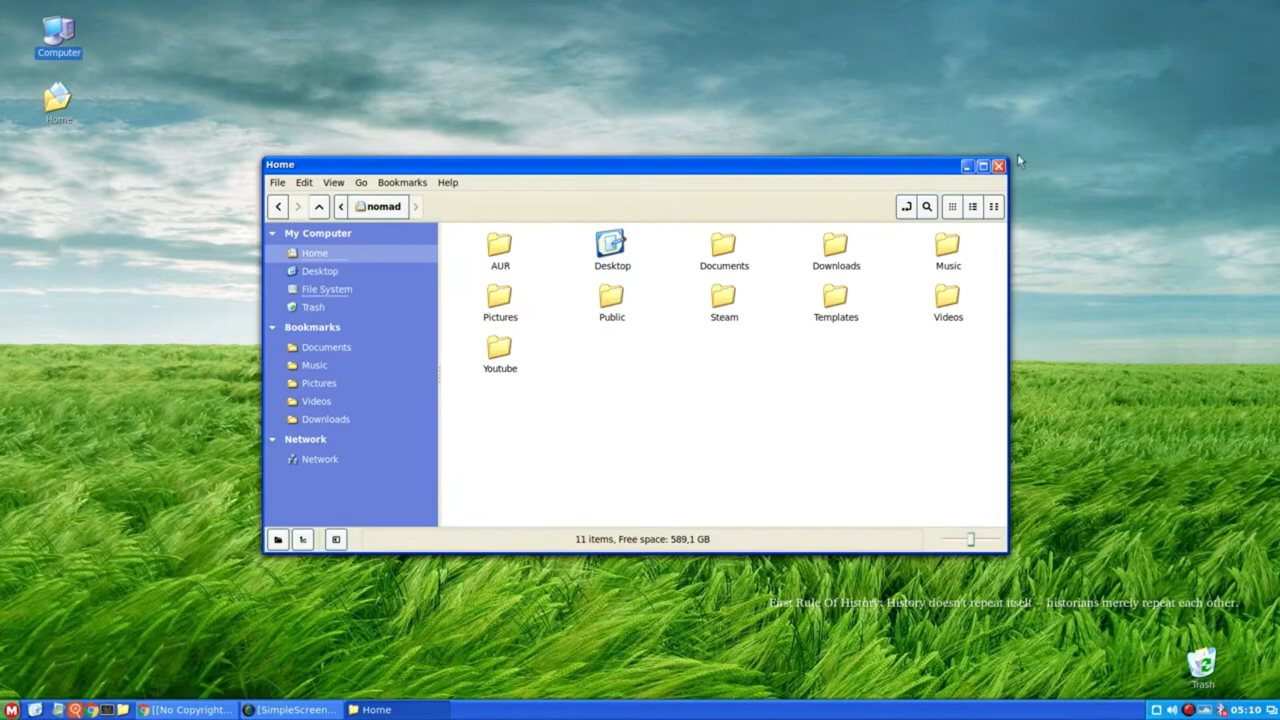 Computer
Home
Home
File Edit View Go Bookmarks Help
nomad
My Computer
Home
Desktop
File System
Trash
Bookmarks
Documents
Music
Pictures
Videos
Downloads
Network
Network
AUR Desktop Documents Downloads Music
Pictures Public Steam Templates Videos
Youtube
11 items, Free space: 589,1 GB
First Rule Of History: History doesn't repeat itself -- historians merely repeat each other.
Trash
[[No Copyright... [SimpleScreen... Home 05:10